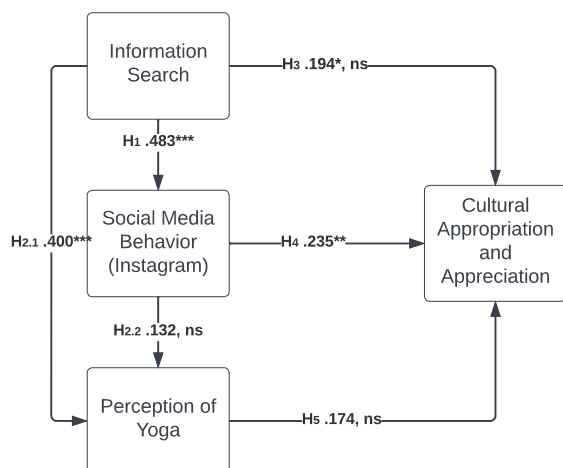 Information
Search
H3 .194*, ns
H1 .483***
Social Media
Behavior
(Instagram)
Cultural
Appropriation
and
Appreciation
H2.1 .400***
H4 .235**
H2.2 .132, ns
Perception of
Yoga
H5 .174, ns